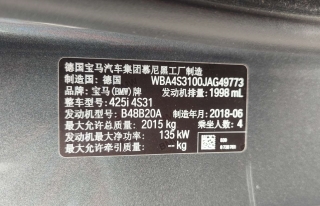 德国宝马汽车集团慕尼黑工厂制造
制造国：德国 WBA4S3100JAG49773
品牌：宝马(BMW)牌 发动机排量：1998 mL
整车型号：425i 4S31
发动机型号：B48B20A 制造年月：2018-06
最大允许总质量：2015 kg 乘坐人数：4
发动机最大净功率：135 kW
最大允许牵引质量：-- kg